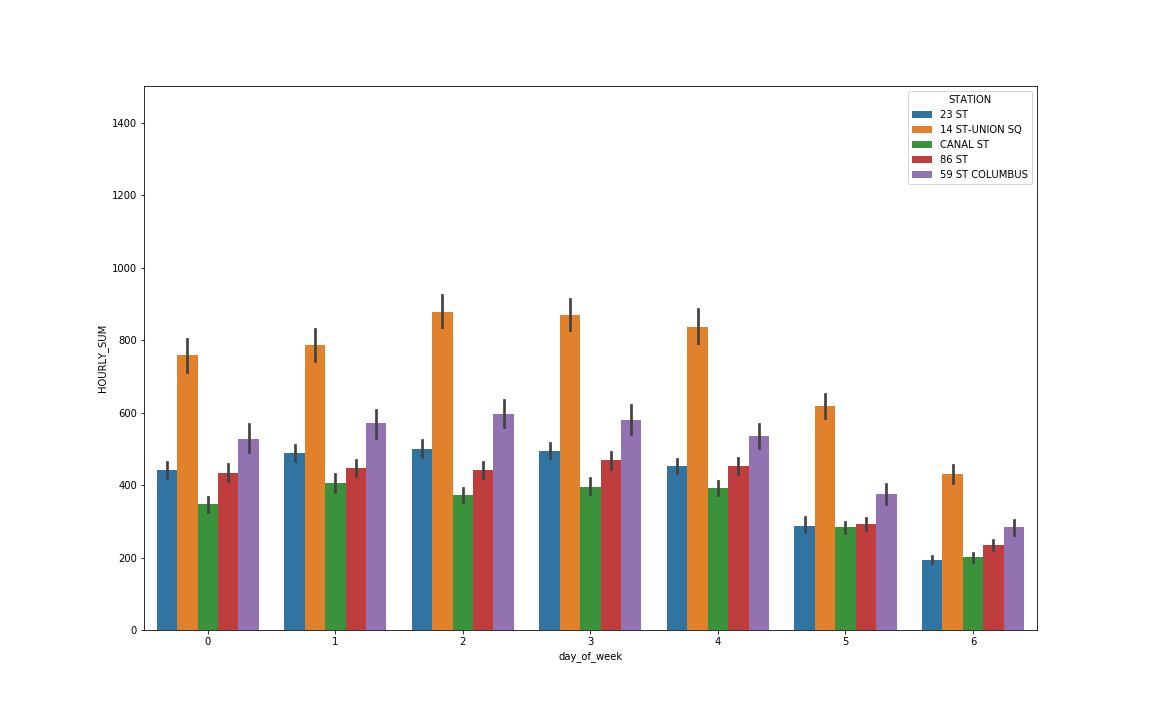 STATION
23 ST
14 ST-UNION SQ
CANAL ST
86 ST
59 ST COLUMBUS
1400
1200
1000
800
600
400
200
0
HOURLY_SUM
0 1 2 3 4 5 6
day_of_week